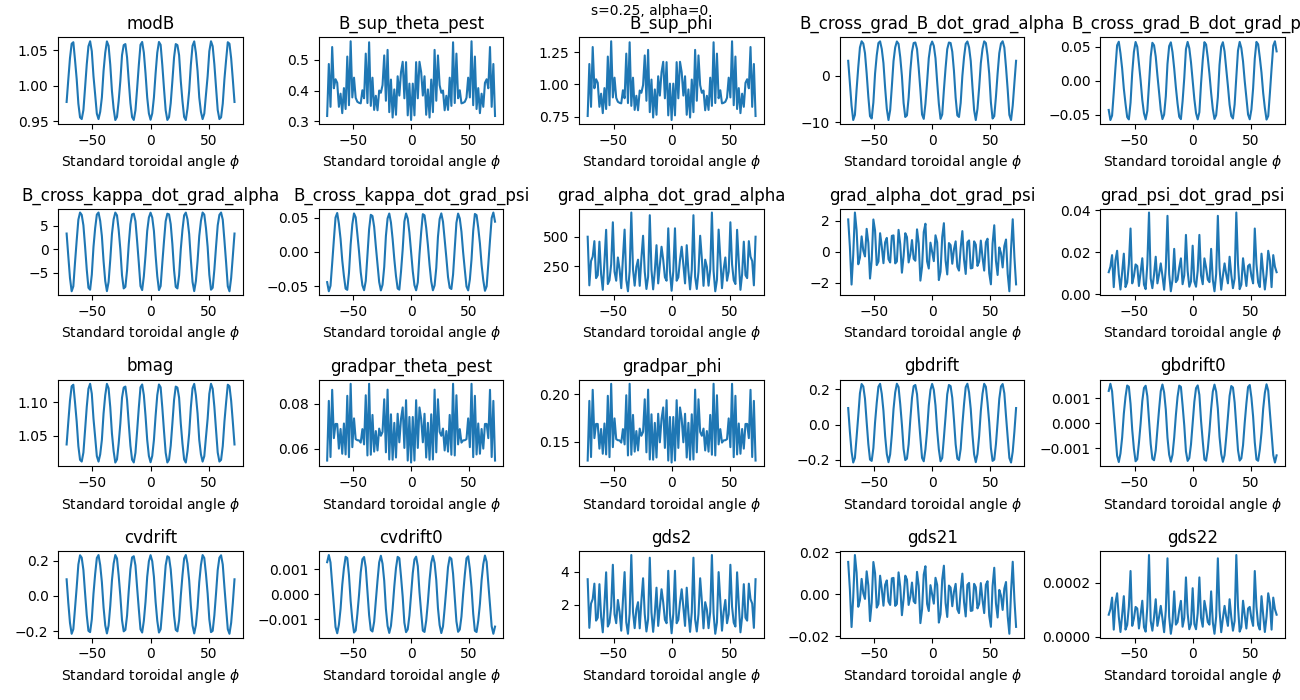 s=0.25, alpha=0
modB
B_sup_theta_pest
B_sup_phi
B_cross_grad_B_dot_grad_alpha
B_cross_grad_B_dot_grad_p
1.05
1.00
0.95
−50
0
50
Standard toroidal angle ϕ
0.5
0.4
0.3
−50
0
50
Standard toroidal angle ϕ
1.25
1.00
0.75
−50
0
50
Standard toroidal angle ϕ
0
−10
−50
0
50
Standard toroidal angle ϕ
0.05
0.00
−0.05
−50
0
50
Standard toroidal angle ϕ
B_cross_kappa_dot_grad_alpha
B_cross_kappa_dot_grad_psi
grad_alpha_dot_grad_alpha
grad_alpha_dot_grad_psi
grad_psi_dot_grad_psi
5
0
−5
−50
0
50
Standard toroidal angle ϕ
0.05
0.00
−0.05
−50
0
50
Standard toroidal angle ϕ
500
250
−50
0
50
Standard toroidal angle ϕ
2
0
−2
−50
0
50
Standard toroidal angle ϕ
0.04
0.02
0.00
−50
0
50
Standard toroidal angle ϕ
bmag
gradpar_theta_pest
gradpar_phi
gbdrift
gbdrift0
1.10
1.05
−50
0
50
Standard toroidal angle ϕ
0.08
0.06
−50
0
50
Standard toroidal angle ϕ
0.20
0.15
−50
0
50
Standard toroidal angle ϕ
0.2
0.0
−0.2
−50
0
50
Standard toroidal angle ϕ
0.001
0.000
−0.001
−50
0
50
Standard toroidal angle ϕ
cvdrift
cvdrift0
gds2
gds21
gds22
0.2
0.0
−0.2
−50
0
50
Standard toroidal angle ϕ
0.001
0.000
−0.001
−50
0
50
Standard toroidal angle ϕ
4
2
−50
0
50
Standard toroidal angle ϕ
0.02
0.00
−0.02
−50
0
50
Standard toroidal angle ϕ
0.0002
0.0000
−50
0
50
Standard toroidal angle ϕ